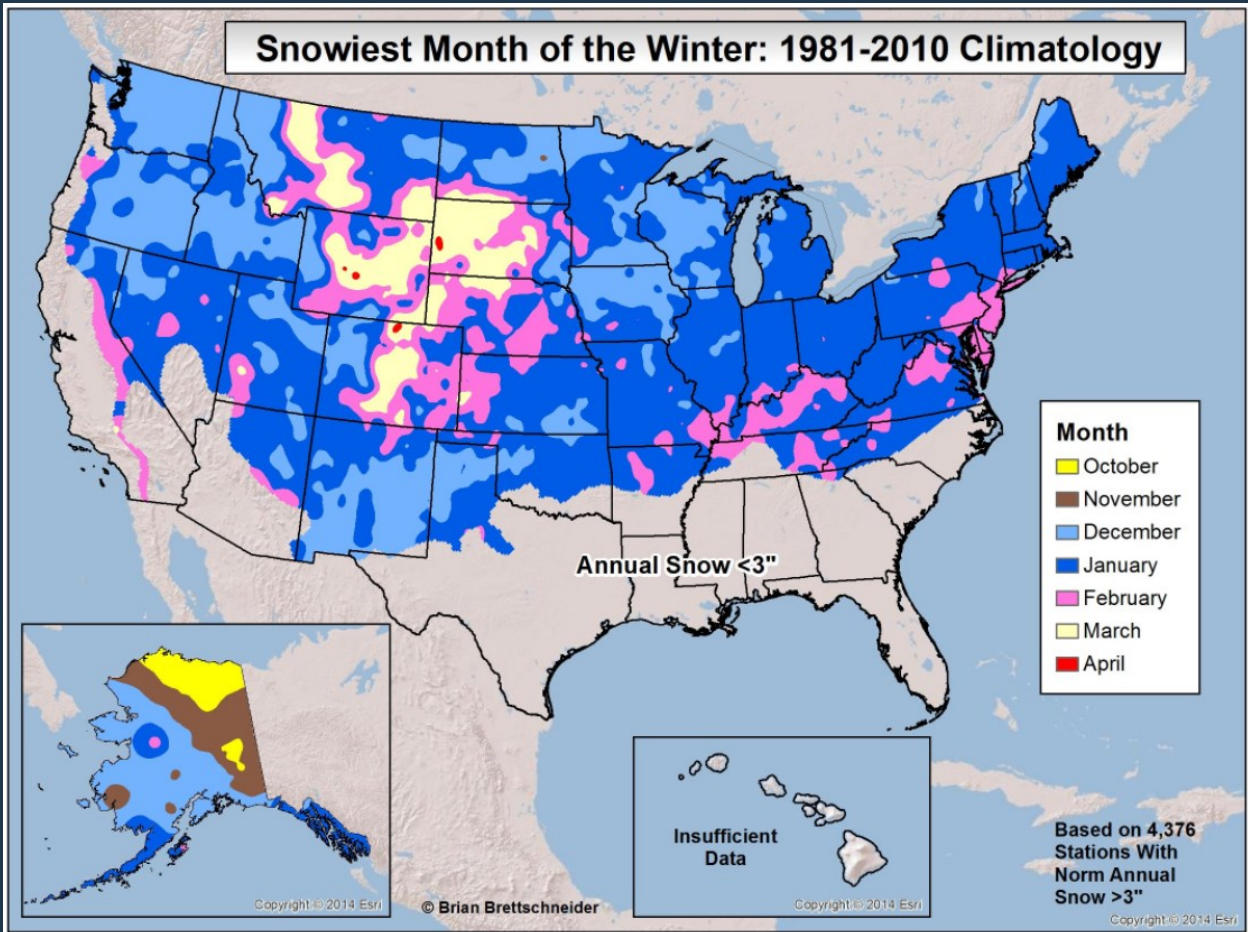 Snowiest Month of the Winter: 1981-2010 Climatology
Annual Snow <3"
Month
October
November
December
January
February
March
April
Insufficient
Data
Based on 4,376
Stations With
Norm Annual
Snow >3"
Copyright:© 2014 Esri
© Brian Brettschneider
Copyright:© 2014 Esri
Copyright:© 2014 Esri